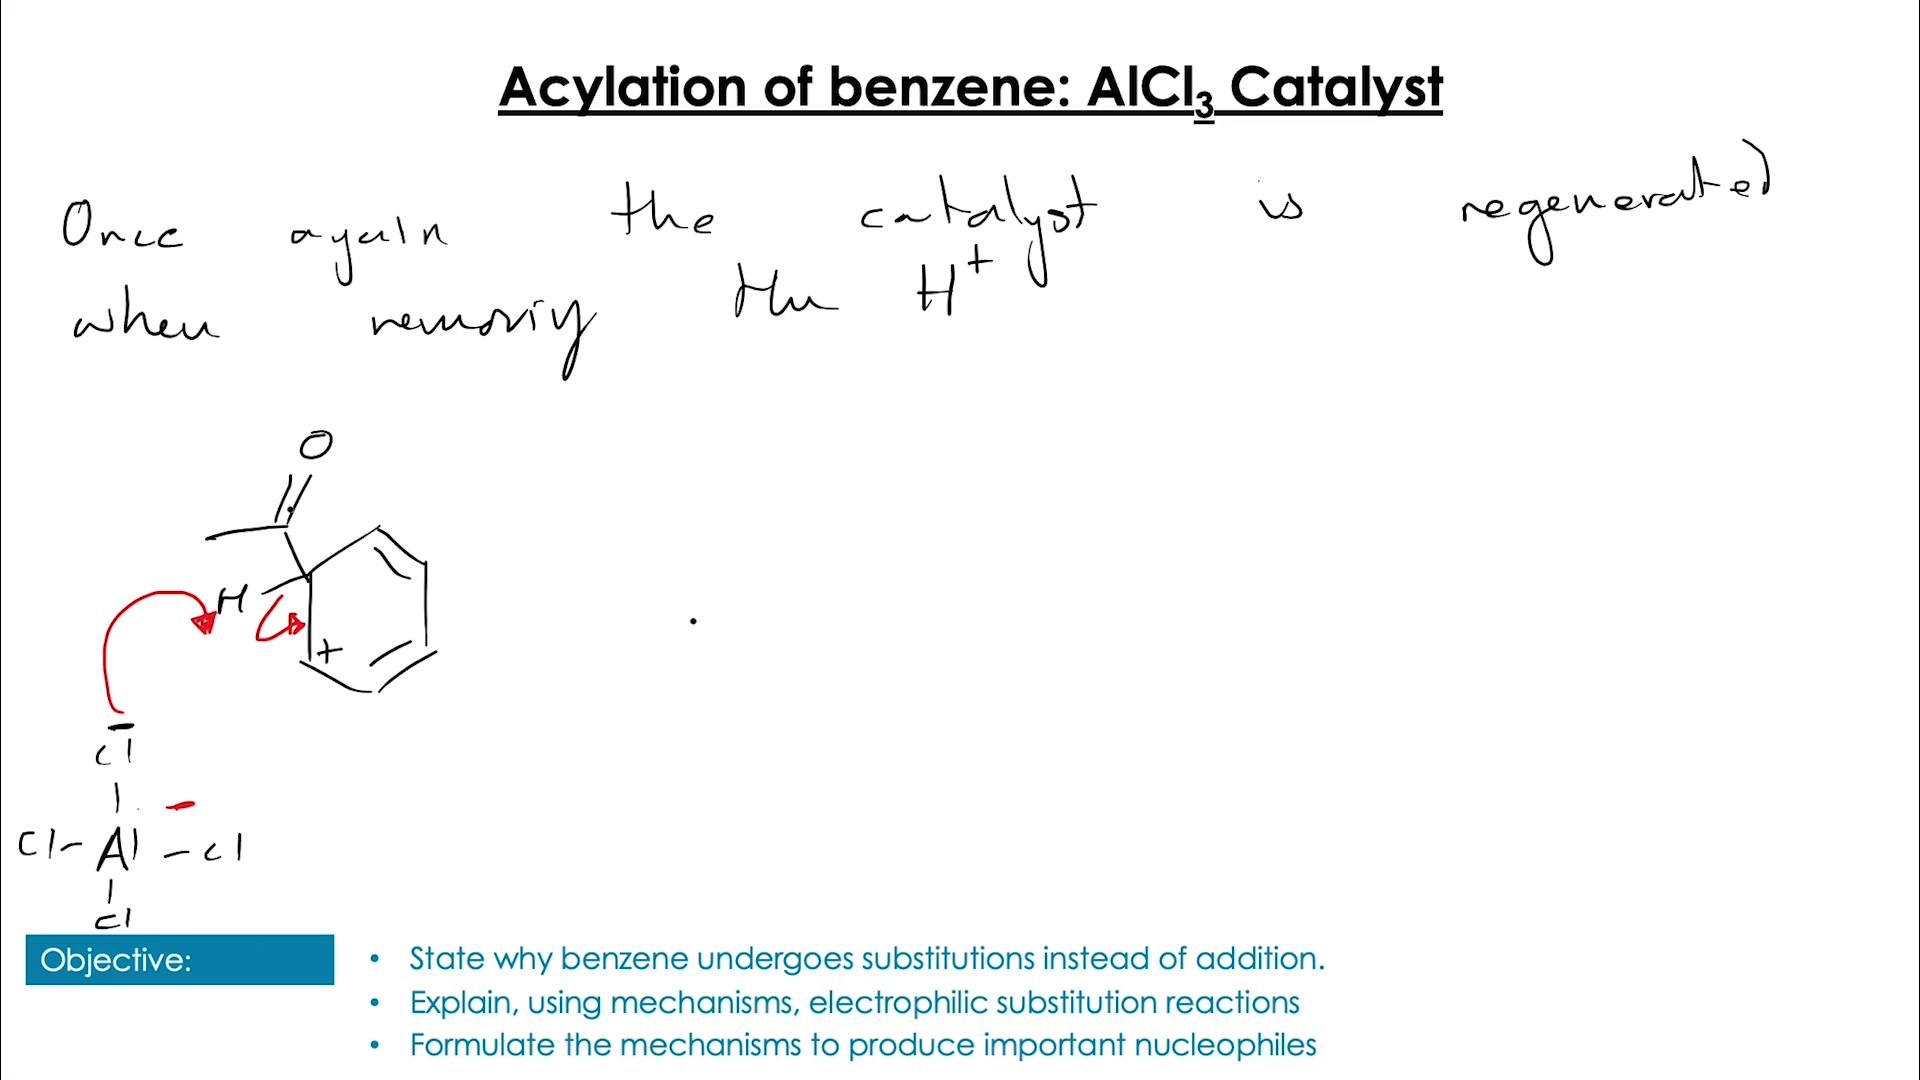 Acylation of benzene: AlCl₃ Catalyst
Once again the catalyst is regenerated
when removing the H⁺
O
H
+
-
Cl
-
Cl-Al-Cl
Cl
Objective:
• State why benzene undergoes substitutions instead of addition.
• Explain, using mechanisms, electrophilic substitution reactions
• Formulate the mechanisms to produce important nucleophiles